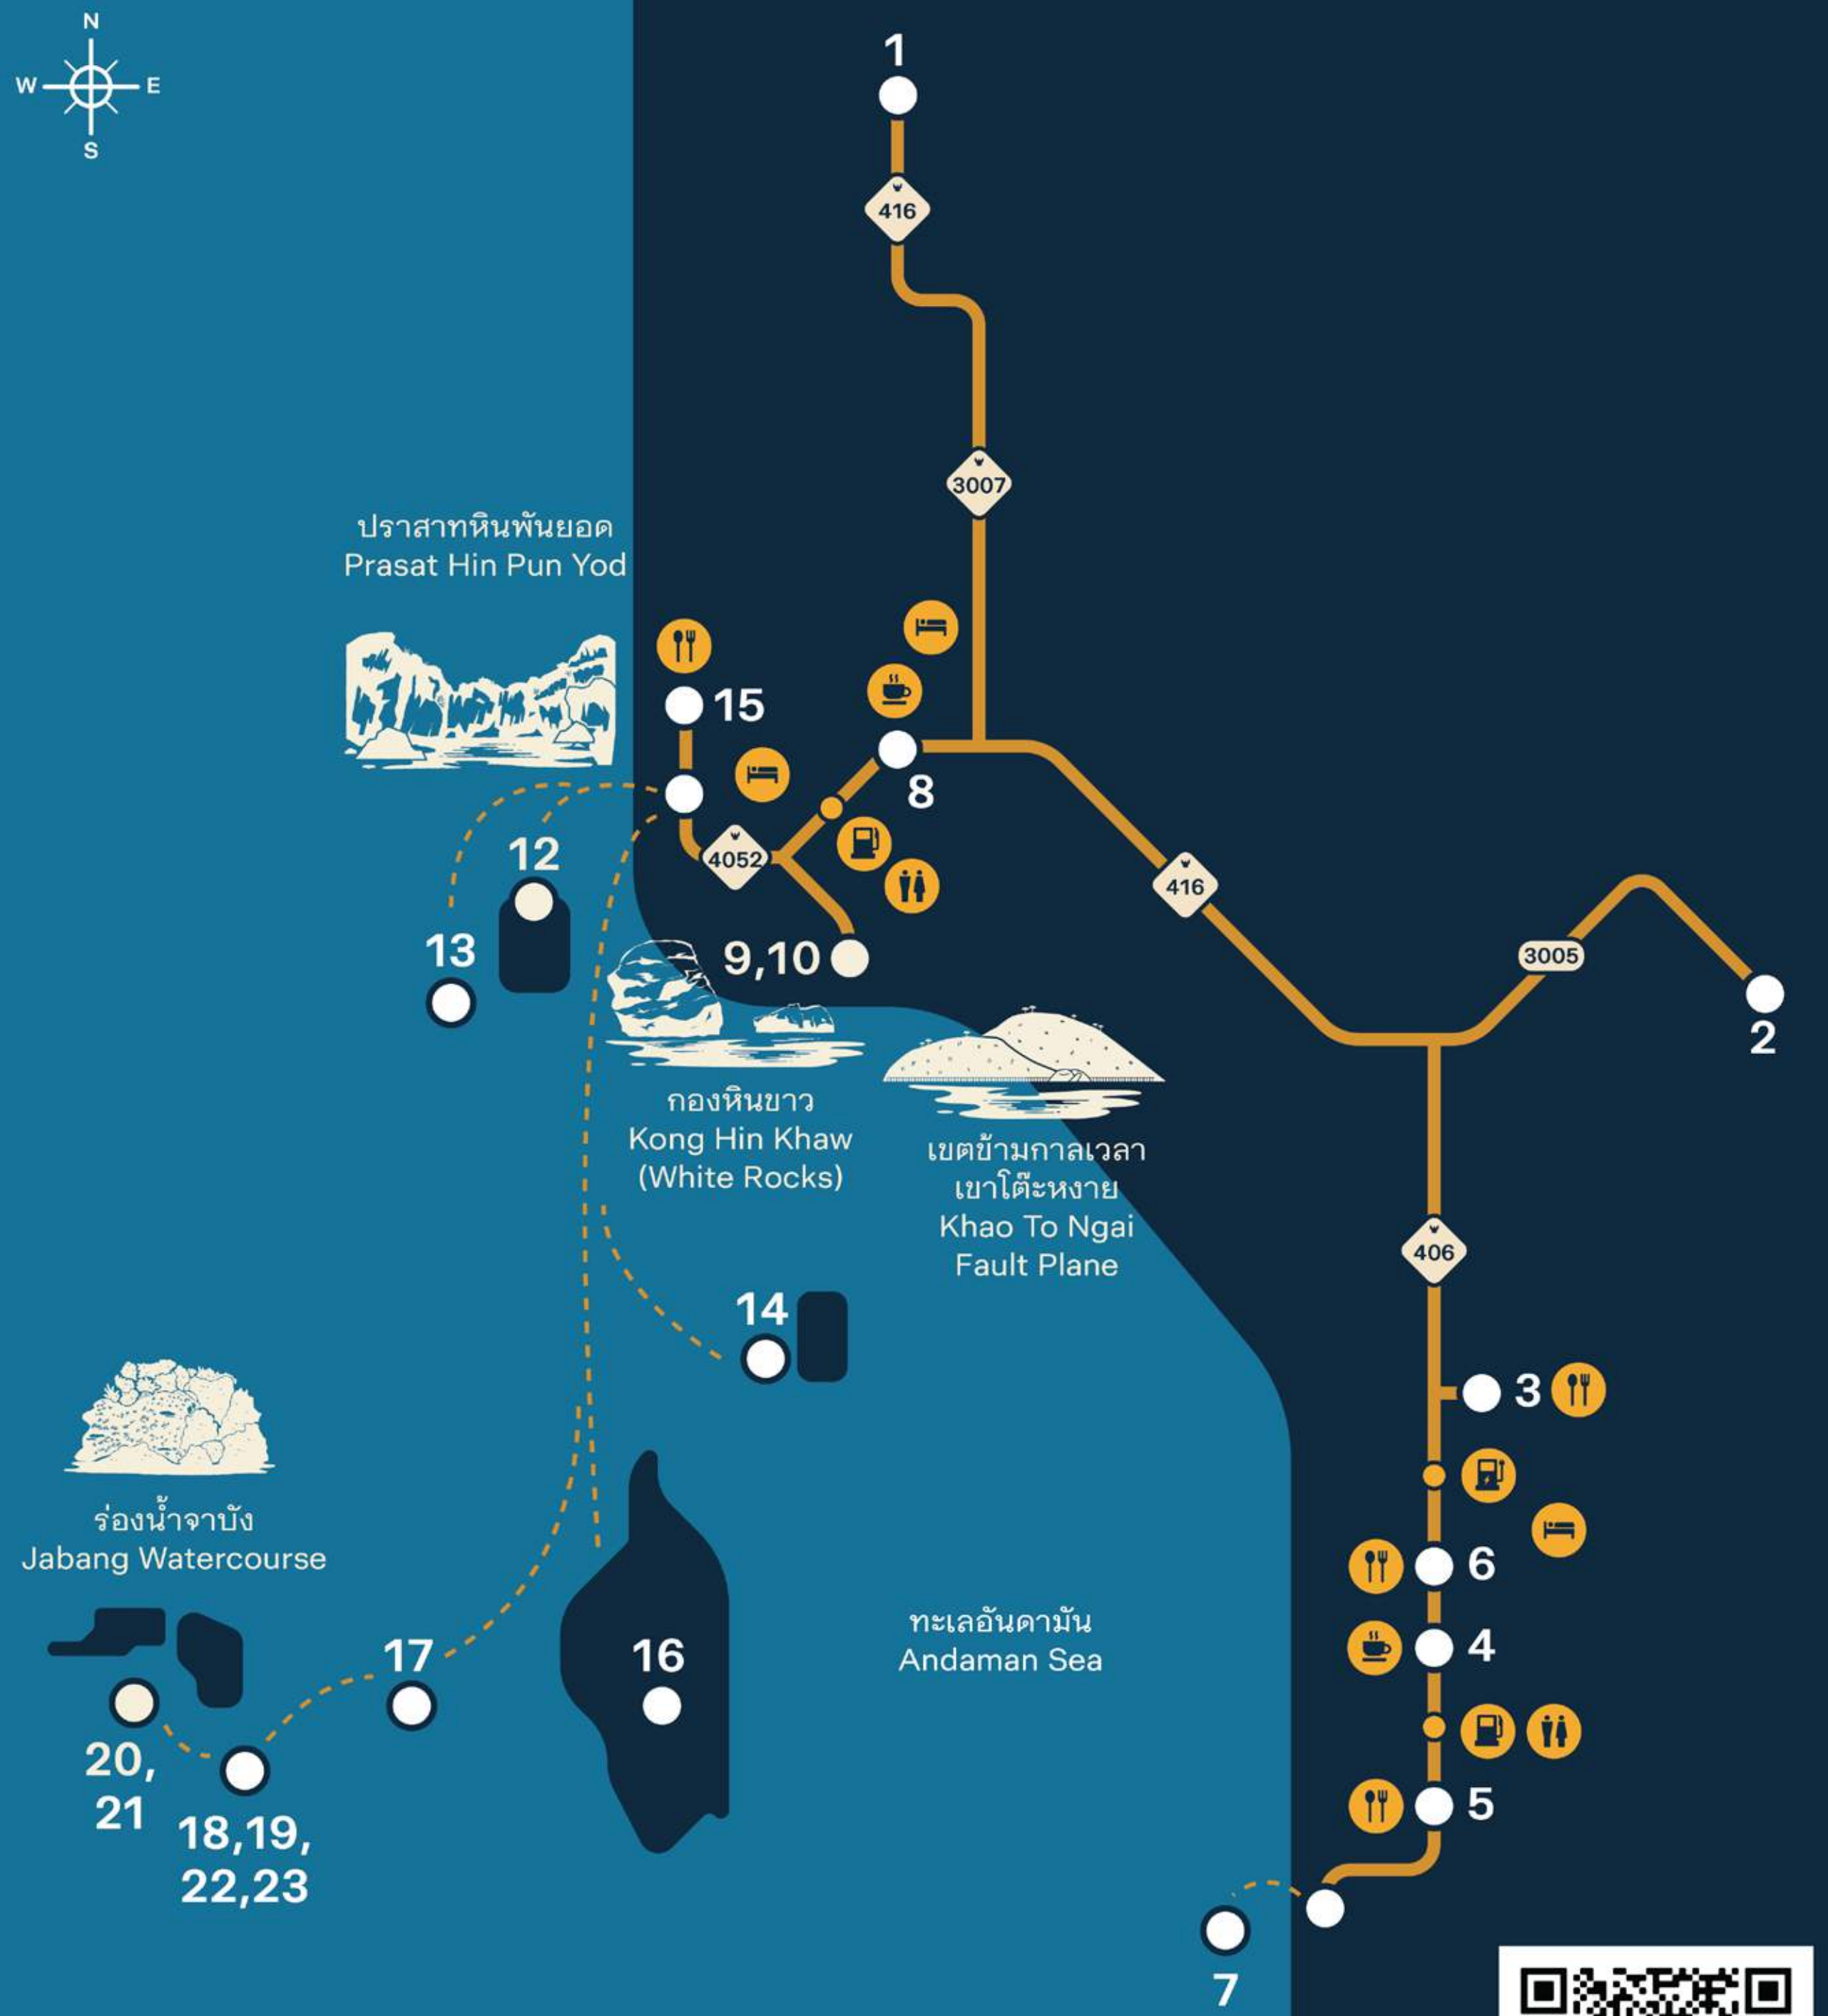 N
W
E
S
1
416
3007
ปราสาทหินพันยอด
Prasat Hin Pun Yod
15
8
4052
12
416
13
9,10
3005
2
กองหินขาว
Kong Hin Khaw
(White Rocks)
เขตข้ามกาลเวลา
เขาโต๊ะหงาย
Khao To Ngai
Fault Plane
406
14
3
ร่องน้ำจาบัง
Jabang Watercourse
6
ทะเลอันดามัน
Andaman Sea
17
16
4
20,
21
18,19,
22,23
5
7